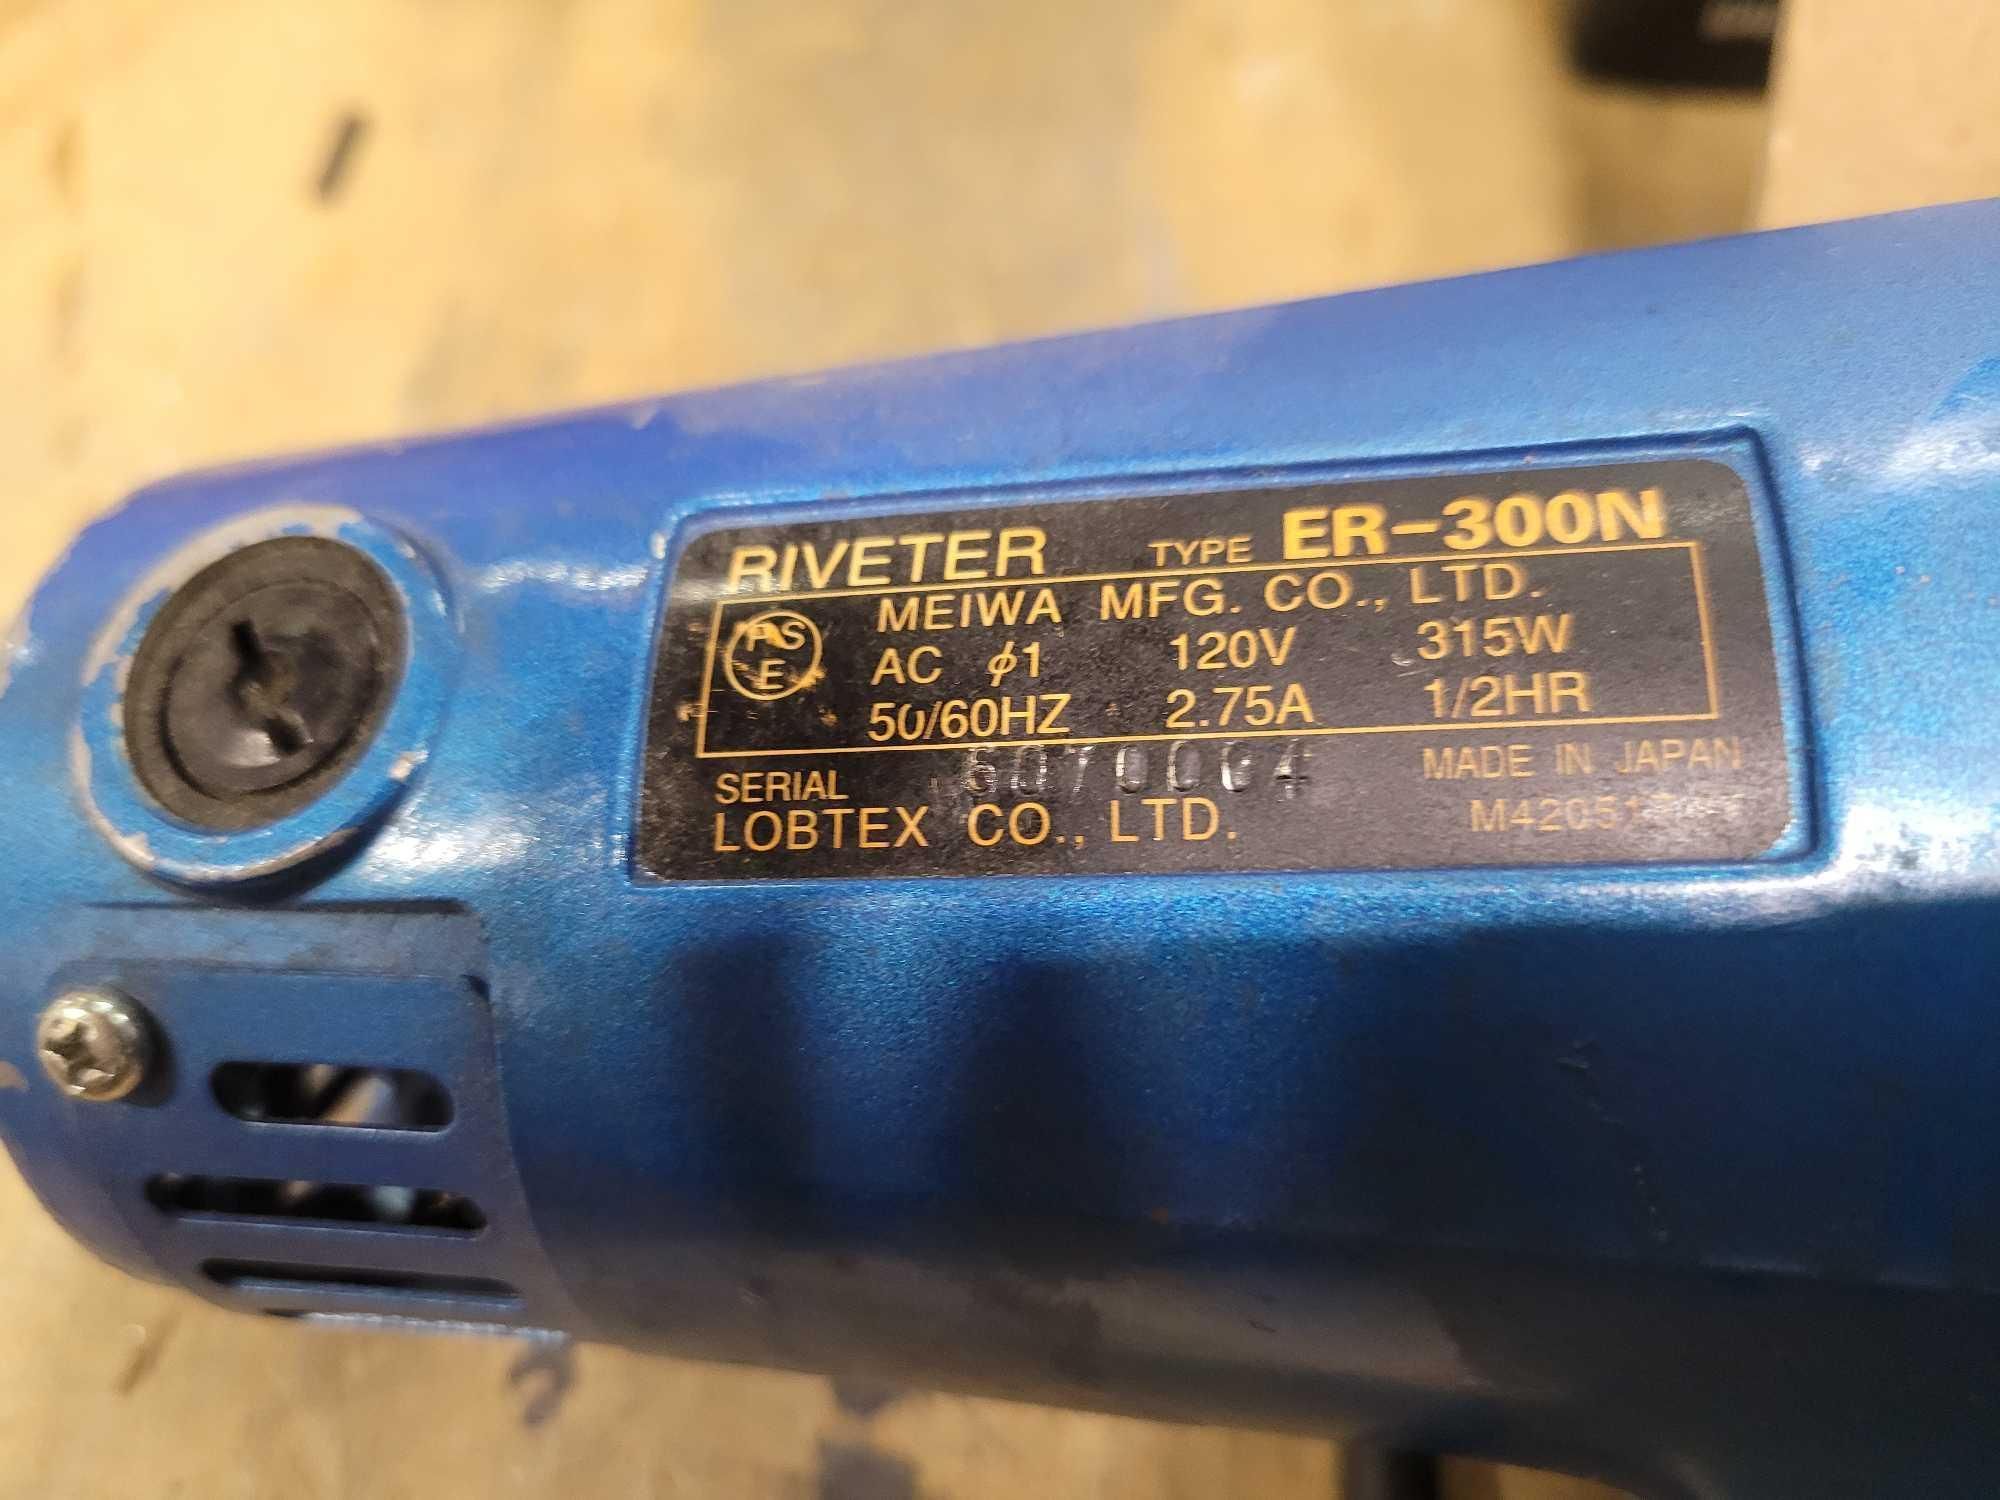 RIVETER TYPE ER-300N
MEIWA MFG. CO., LTD.
PS E AC ϕ1 120V 315W
50/60HZ 2.75A 1/2HR
SERIAL MADE IN JAPAN
LOBTEX CO., LTD.